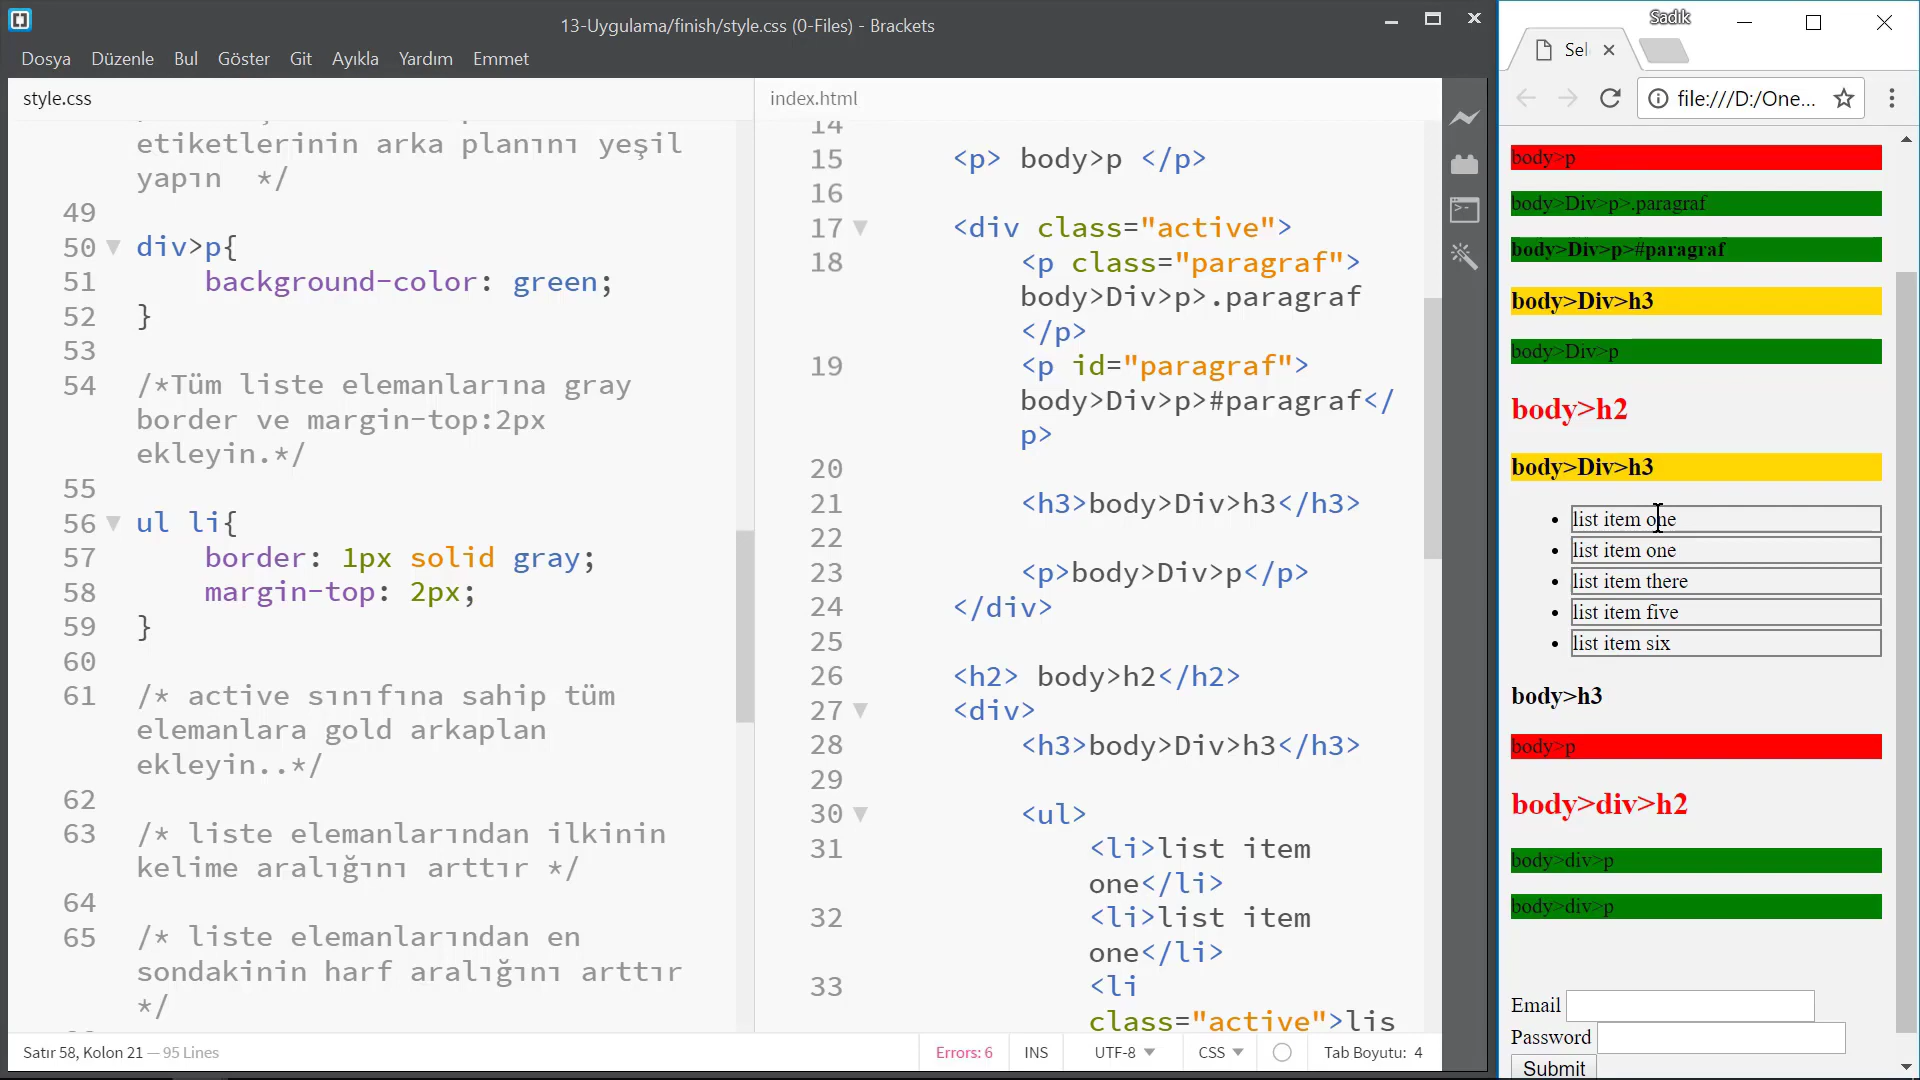 13-Uygulama/finish/style.css (0-Files) - Brackets
Dosya Düzenle Bul Göster Git Ayıkla Yardım Emmet
style.css
etiketlerinin arka planını yeşil
yapın */
49
50 div>p{
51 background-color: green;
52 }
53
54 /*Tüm liste elemanlarına gray
border ve margin-top:2px
ekleyin.*/
55
56 ul li{
57 border: 1px solid gray;
58 margin-top: 2px;
59 }
60
61 /* active sınıfına sahip tüm
elemanlara gold arkaplan
ekleyin..*/
62
63 /* liste elemanlarından ilkinin
kelime aralığını arttır */
64
65 /* liste elemanlarından en
sondakinin harf aralığını arttır
*/
index.html
14
15 <p> body>p </p>
16
17 <div class="active">
18 <p class="paragraf">
body>Div>p>.paragraf
</p>
19 <p id="paragraf">
body>Div>p>#paragraf</
p>
20
21 <h3>body>Div>h3</h3>
22
23 <p>body>Div>p</p>
24 </div>
25
26 <h2> body>h2</h2>
27 <div>
28 <h3>body>Div>h3</h3>
29
30 <ul>
31 <li>list item
one</li>
32 <li>list item
one</li>
33 <li
class="active">lis
Satır 58, Kolon 21 — 95 Lines
Errors: 6 INS UTF-8 CSS Tab Boyutu: 4
Sadık
Sel
file:///D:/One...
body>p
body>Div>p>.paragraf
body>Div>p>#paragraf
body>Div>h3
body>Div>p
body>h2
body>Div>h3
list item one
list item one
list item there
list item five
list item six
body>h3
body>p
body>div>h2
body>div>p
body>div>p
Email
Password
Submit